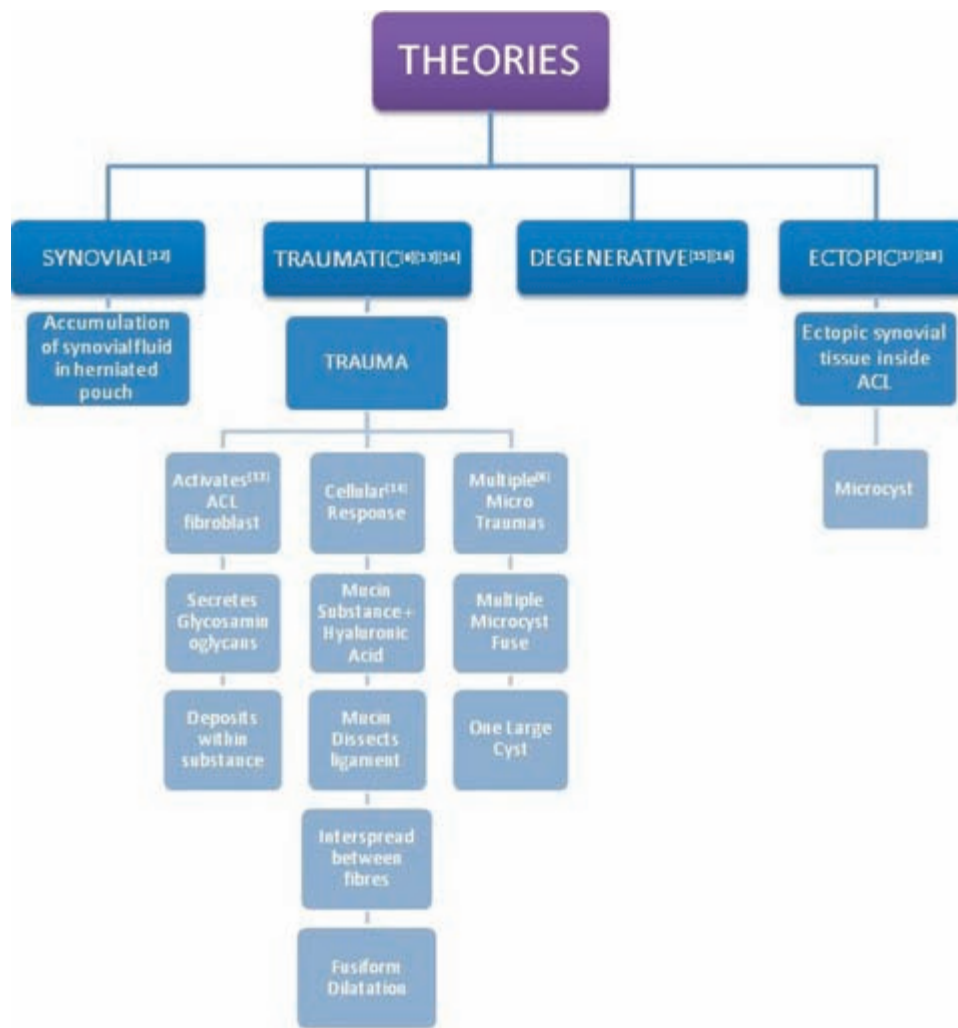 THEORIES
SYNOVIAL[12]
Accumulation
of synovial fluid
in herniated
pouch
TRAUMATIC[6][13][14]
TRAUMA
Activates[13]
ACL
fibroblast
Secretes
Glycosamin
oglycans
Deposits
within
substance
Cellular[14]
Response
Mucin
Substance+
Hyaluronic
Acid
Mucin
Dissects
ligament
Interspread
between
fibres
Fusiform
Dilatation
Multiple[6]
Micro
Traumas
Multiple
Microcyst
Fuse
One Large
Cyst
DEGENERATIVE[15][16]
ECTOPIC[17][18]
Ectopic synovial
tissue inside
ACL
Microcyst